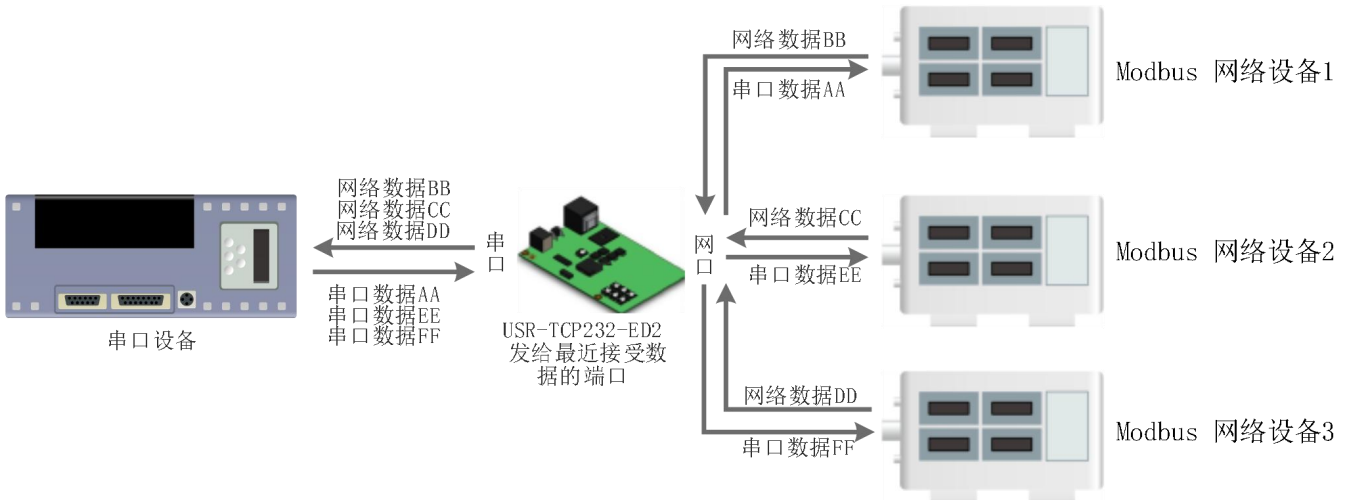 网络数据BB
串口数据AA
Modbus 网络设备1
网络数据BB
网络数据CC
网络数据DD
串口数据AA
串口数据EE
串口数据FF
串口设备
串口
USR-TCP232-ED2
发给最近接受数
据的端口
网口
网络数据CC
串口数据EE
Modbus 网络设备2
网络数据DD
串口数据FF
Modbus 网络设备3